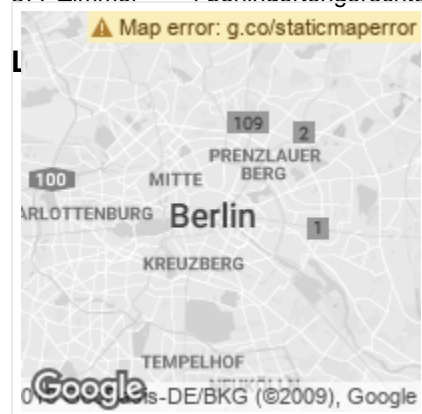 Map error: g.co/staticmaperror
L
109
2
PRENZLAUER
BERG
100
MITTE
ARLOTTENBURG
Berlin
1
KREUZBERG
TEMPELHOF
Google
-DE/BKG (©2009), Google